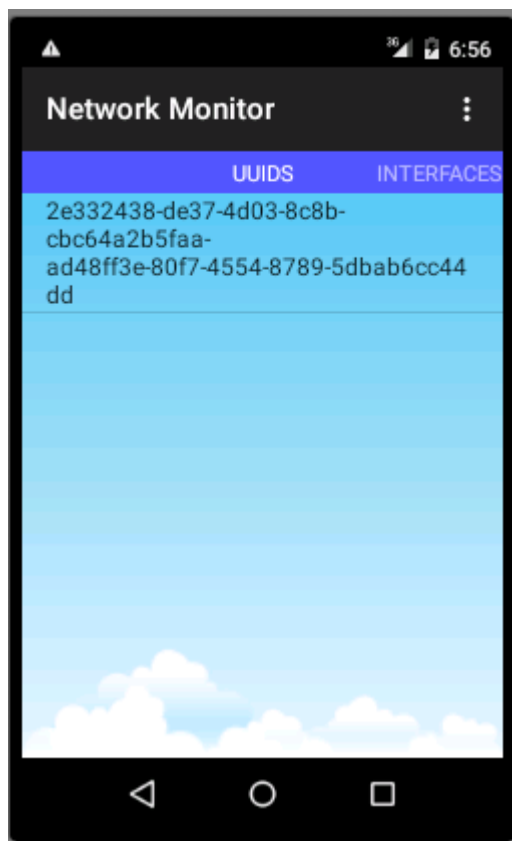 36 6:56
Network Monitor
UUIDS INTERFACES
2e332438-de37-4d03-8c8b-
cbc64a2b5faa-
ad48ff3e-80f7-4554-8789-5dbab6cc44
dd